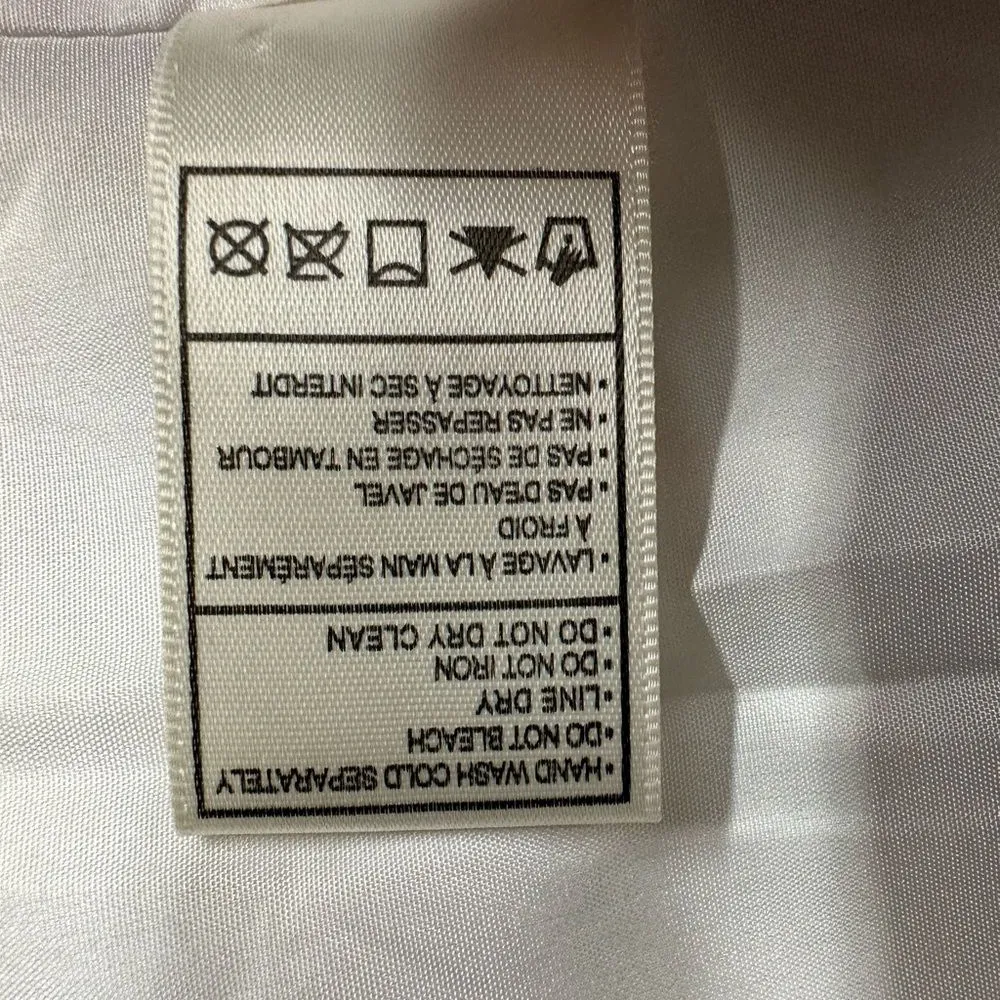 • HAND WASH COLD SEPARATELY
• DO NOT BLEACH
• LINE DRY
• DO NOT IRON
• DO NOT DRY CLEAN
• LAVAGE À LA MAIN SÉPARÉMENT
À FROID
• PAS D'EAU DE JAVEL
• PAS DE SÉCHAGE EN TAMBOUR
• NE PAS REPASSER
• NETTOYAGE À SEC INTERDIT